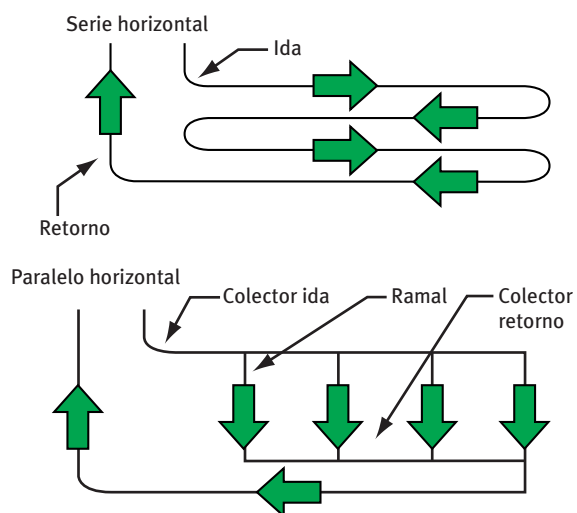 Serie horizontal
Ida
Retorno
Paralelo horizontal
Colector ida
Ramal
Colector
retorno